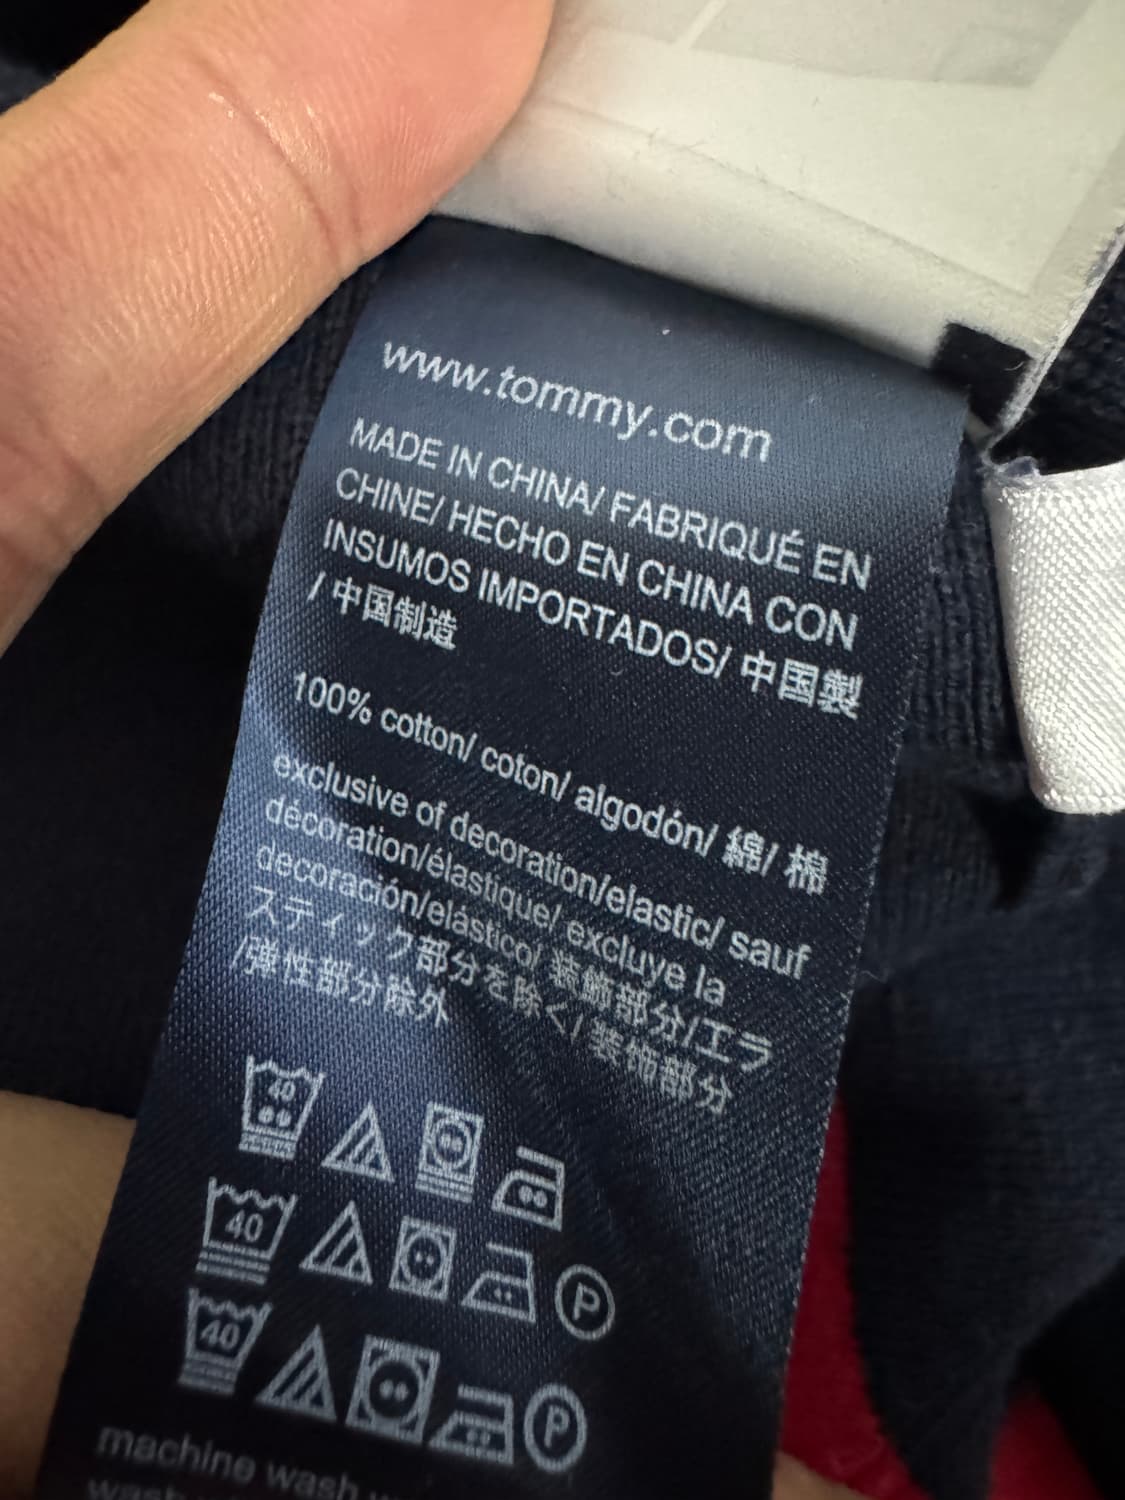 www.tommy.com
MADE IN CHINA/ FABRIQUÉ EN
CHINE/ HECHO EN CHINA CON
INSUMOS IMPORTADOS/ 中国製
/ 中国制造
100% cotton/ coton/ algodón/ 綿/ 棉
exclusive of decoration/elastic/ sauf
décoration/élastique/ excluye la
decoración/elástico/ 装飾部分/エラ
スティック部分を除く/ 装饰部分
/弹性部分除外
40
40 P
40 P
machine wash